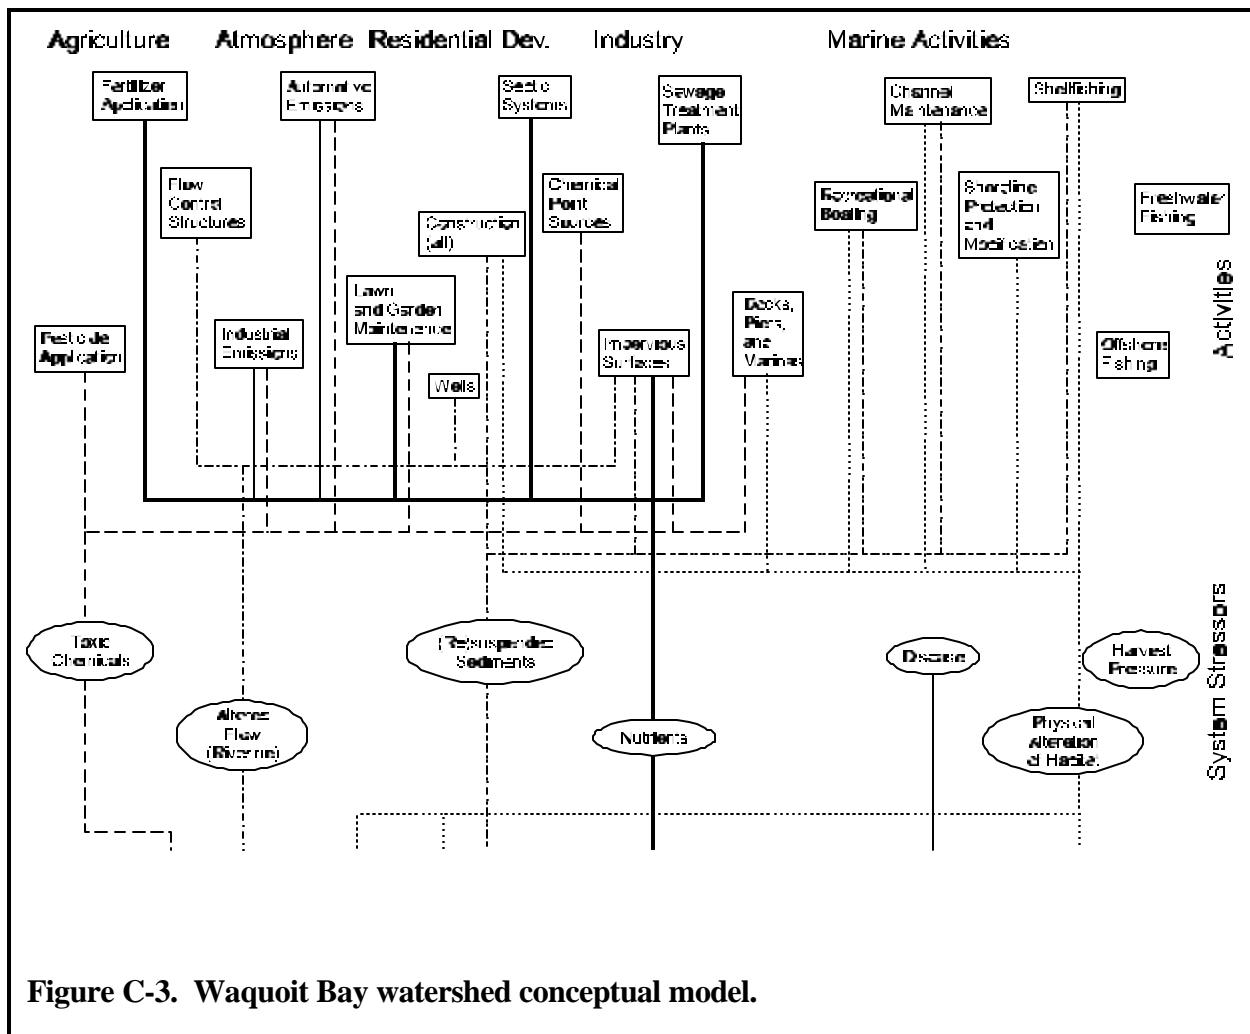 Agriculture Atmosphere Residential Dev. Industry Marine Activities
Fertilizer
Application
Automotive
Emissions
Septic
Systems
Sewage
Treatment
Plants
Channel
Maintenance
Shellfishing
Flow
Control
Structures
Construction
(all)
Chemical
Point
Sources
Recreational
Boating
Shoreline
Protection
and
Modification
Freshwater
Fishing
Pesticide
Application
Industrial
Emissions
Lawn
and Garden
Maintenance
Wells
Impervious
Surfaces
Docks,
Piers,
and
Marinas
Offshore
Fishing
Activities
Toxic
Chemicals
Altered
Flow
(Riverine)
(Re)suspended
Sediments
Nutrients
Disease
Physical
Alteration
of Habitat
Harvest
Pressure
System Stressors
Figure C-3. Waquoit Bay watershed conceptual model.